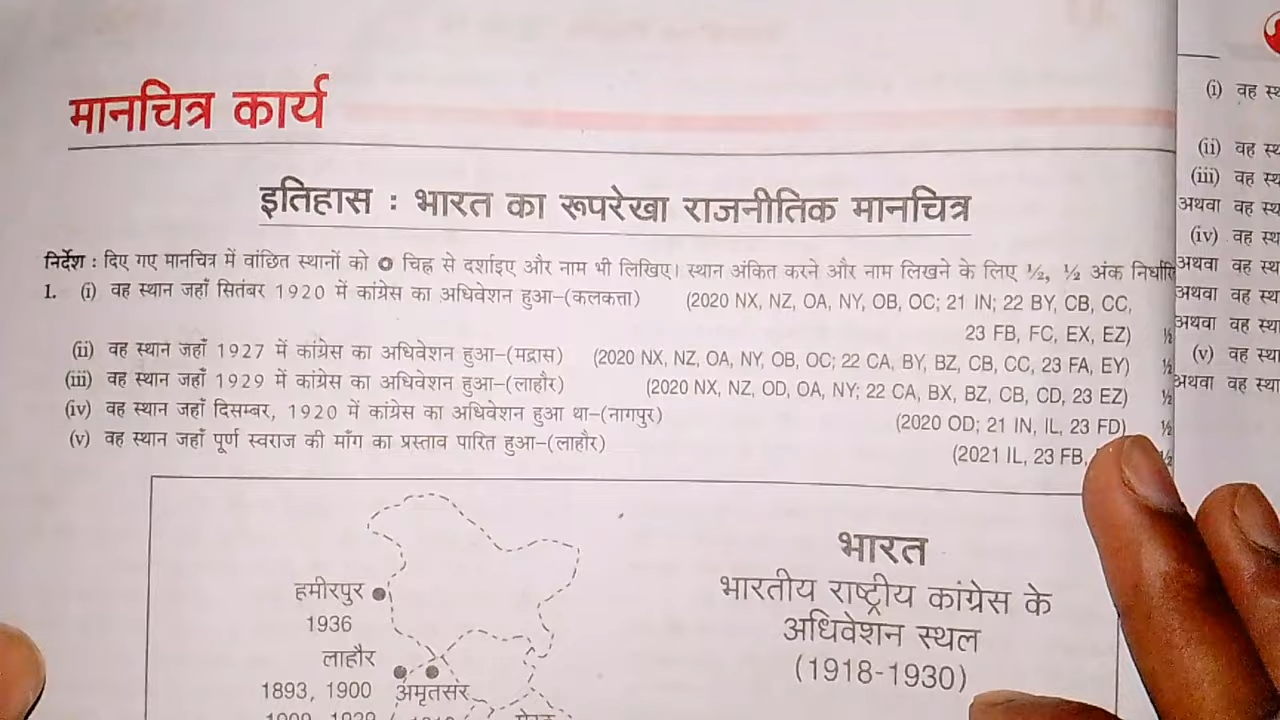 मानचित्र कार्य
इतिहास : भारत का रूपरेखा राजनीतिक मानचित्र
निर्देश : दिए गए मानचित्र में वांछित स्थानों को चिह्न से दर्शाइए और नाम भी लिखिए। स्थान अंकित करने और नाम लिखने के लिए ½, ½ अंक
1. (i) वह स्थान जहाँ सितंबर 1920 में कांग्रेस का अधिवेशन हुआ–(कलकत्ता) (2020 NX, NZ, OA, NY, OB, OC; 21 IN; 22 BY, CB, CC,
23 FB, FC, EX, EZ) ½
(ii) वह स्थान जहाँ 1927 में कांग्रेस का अधिवेशन हुआ–(मद्रास) (2020 NX, NZ, OA, NY, OB, OC; 22 CA, BY, BZ, CB, CC, 23 FA, EY) ½
(iii) वह स्थान जहाँ 1929 में कांग्रेस का अधिवेशन हुआ–(लाहौर) (2020 NX, NZ, OD, OA, NY; 22 CA, BX, BZ, CB, CD, 23 EZ) ½
(iv) वह स्थान जहाँ दिसम्बर, 1920 में कांग्रेस का अधिवेशन हुआ था–(नागपुर) (2020 OD; 21 IN, IL, 23 FD) ½
(v) वह स्थान जहाँ पूर्ण स्वराज की माँग का प्रस्ताव पारित हुआ–(लाहौर)
(2021 IL, 23 FB,
भारत
भारतीय राष्ट्रीय कांग्रेस के
अधिवेशन स्थल
(1918-1930)
हमीरपुर
1936
लाहौर
1893, 1900 अमृतसर
(i) वह
(ii) वह
(iii) वह
अथवा वह
(iv) वह
अथवा वह
अथवा वह
अथवा वह
(v) वह
अथवा वह